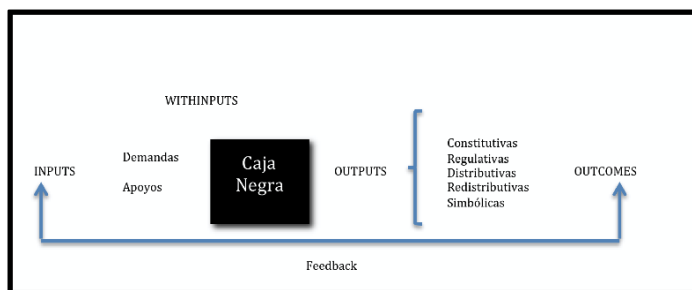 WITHINPUTS
INPUTS
Demandas
Apoyos
Caja
Negra
OUTPUTS
Constitutivas
Regulativas
Distributivas
Redistributivas
Simbólicas
OUTCOMES
Feedback